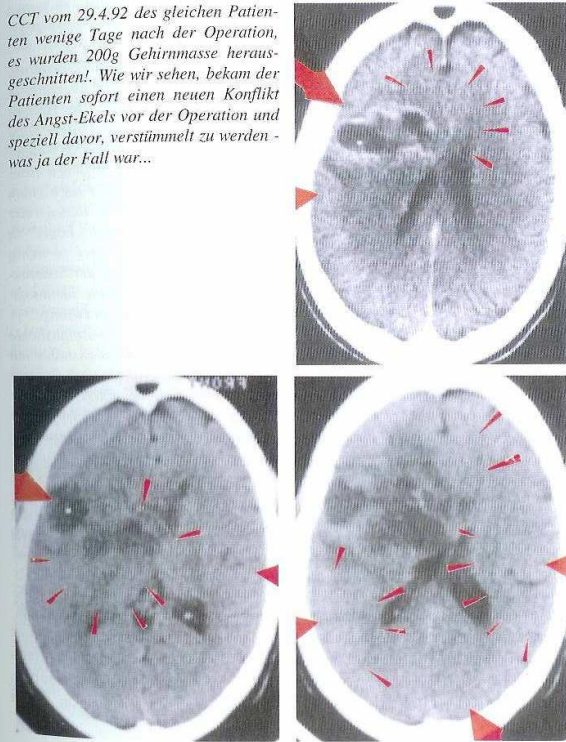 CCT vom 29.4.92 des gleichen Patien-
ten wenige Tage nach der Operation,
es wurden 200g Gehirnmasse heraus-
geschnitten!. Wie wir sehen, bekam der
Patienten sofort einen neuen Konflikt
des Angst-Ekels vor der Operation und
speziell davor, verstümmelt zu werden -
was ja der Fall war...